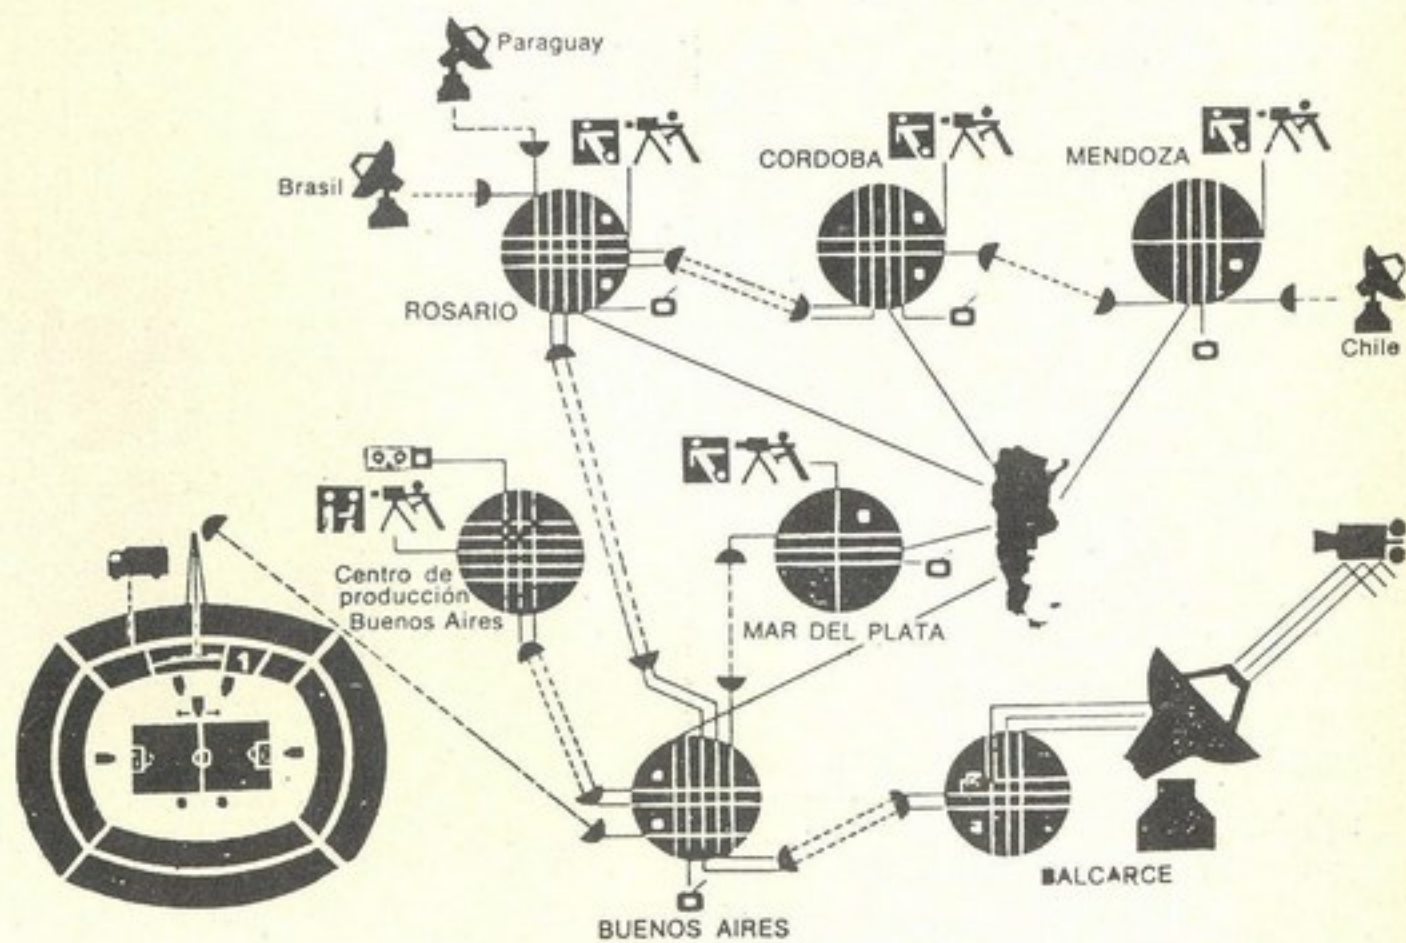 Paraguay
CORDOBA
MENDOZA
Brasil
ROSARIO
Chile
Centro de
producción
Buenos Aires
MAR DEL PLATA
1
BALCARCE
BUENOS AIRES